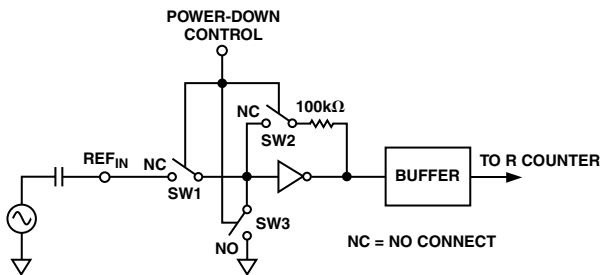 POWER-DOWN
CONTROL
NC
100kΩ
SW2
REFIN
NC
SW1
BUFFER
TO R COUNTER
SW3
NO
NC = NO CONNECT